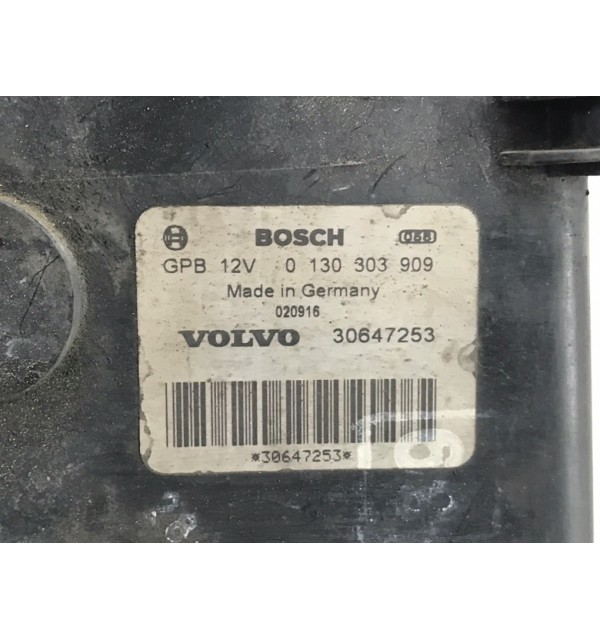 BOSCH
GPB 12V 0 130 303 909
Made in Germany
020916
VOLVO 30647253
*30647253*